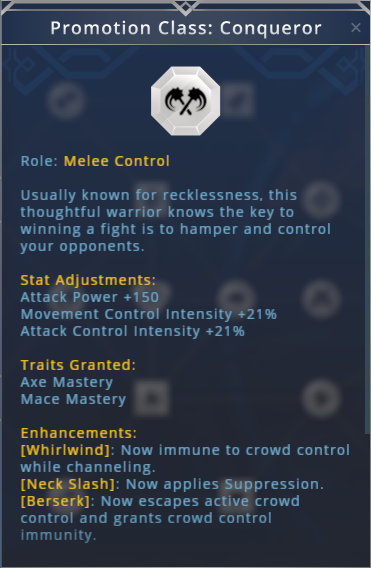 Promotion Class: Conqueror
Role: Melee Control
Usually known for recklessness, this
thoughtful warrior knows the key to
winning a fight is to hamper and control
your opponents.
Stat Adjustments:
Attack Power +150
Movement Control Intensity +21%
Attack Control Intensity +21%
Traits Granted:
Axe Mastery
Mace Mastery
Enhancements:
[Whirlwind]: Now immune to crowd control
while channeling.
[Neck Slash]: Now applies Suppression.
[Berserk]: Now escapes active crowd
control and grants crowd control
immunity.